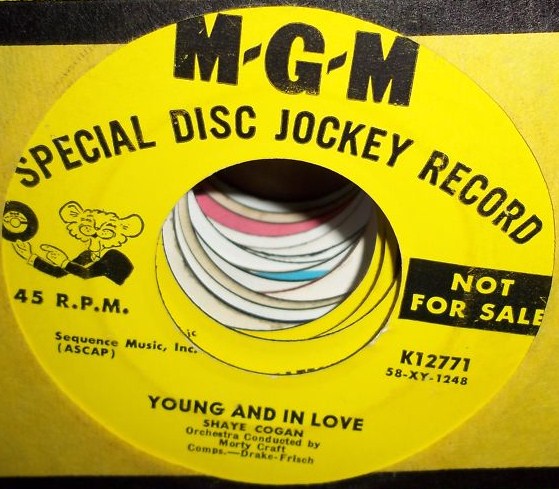 M-G-M
SPECIAL DISC JOCKEY RECORD
NOT
FOR SALE
45 R.P.M.
Sequence Music, Inc.
(ASCAP)
K12771
58-XY-1248
YOUNG AND IN LOVE
SHAYE COGAN
Orchestra Conducted by
Morty Craft
Comps.—Drake-Frisch